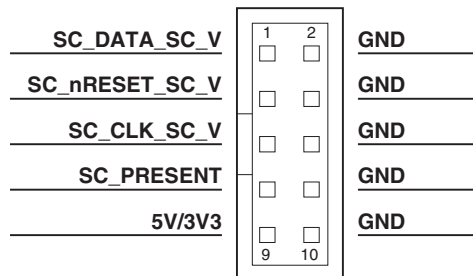 1 2
SC_DATA_SC_V GND
SC_nRESET_SC_V GND
SC_CLK_SC_V GND
SC_PRESENT GND
5V/3V3 GND
9 10